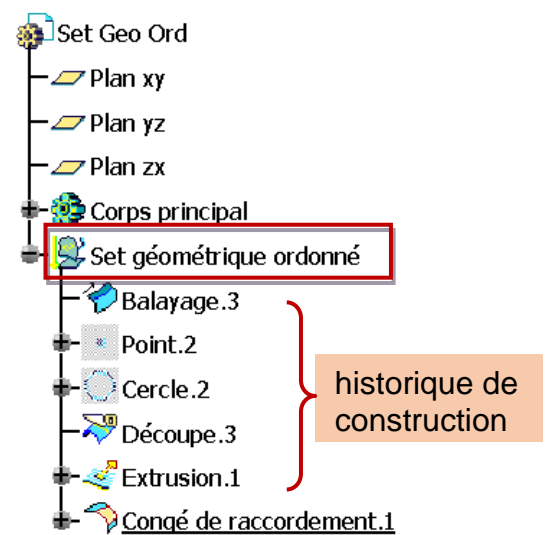 Set Geo Ord
Plan xy
Plan yz
Plan zx
Corps principal
Set géométrique ordonné
Balayage.3
Point.2
Cercle.2
Découpe.3
Extrusion.1
Congé de raccordement.1
historique de
construction